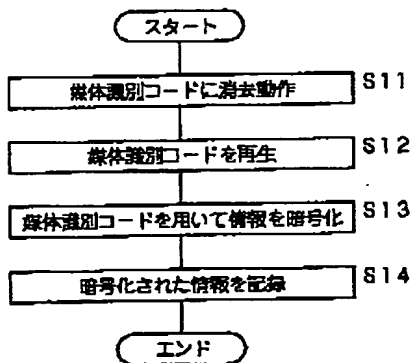 スタート
媒体識別コードに消去動作 S11
媒体識別コードを再生 S12
媒体識別コードを用いて情報を暗号化 S13
暗号化された情報を記録 S14
エンド